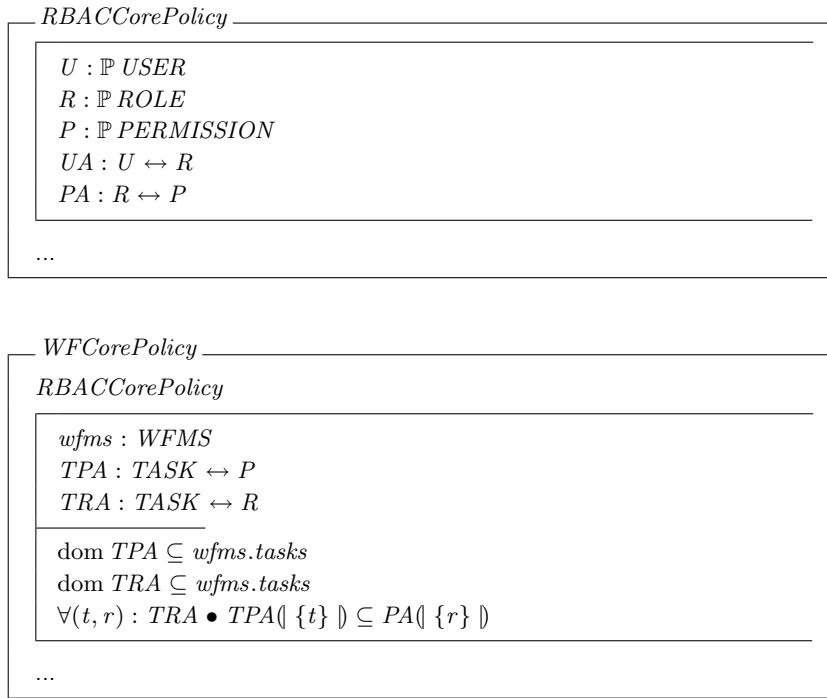 RBACCorePolicy
U : ℙ USER
R : ℙ ROLE
P : ℙ PERMISSION
UA : U ↔ R
PA : R ↔ P
...
WFCorePolicy
RBACCorePolicy
wfms : WFMS
TPA : TASK ↔ P
TRA : TASK ↔ R
dom TPA ⊆ wfms.tasks
dom TRA ⊆ wfms.tasks
∀(t, r) : TRA • TPA⦇ {t} ⦈ ⊆ PA⦇ {r} ⦈
...